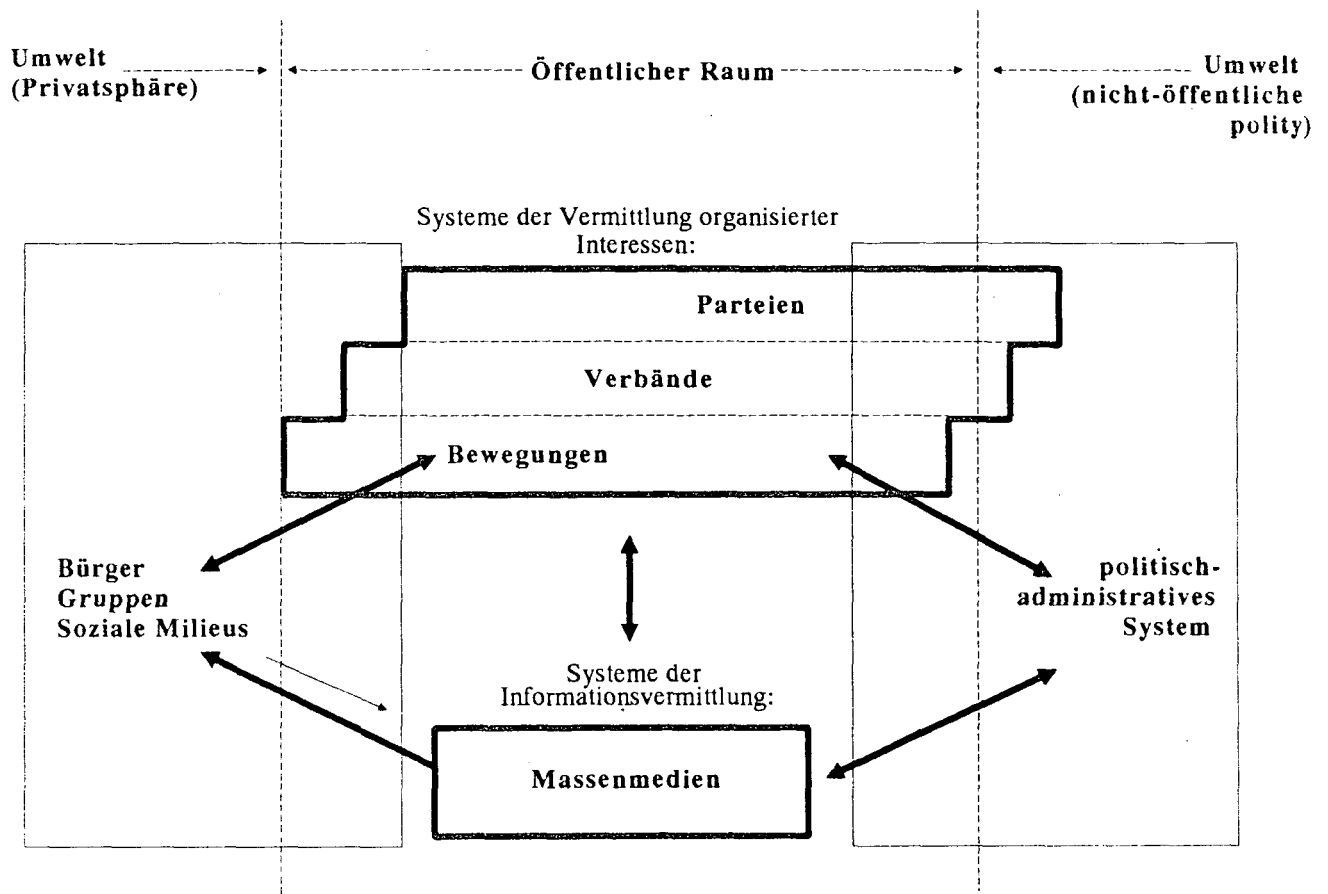 Umwelt
(Privatsphäre)
Öffentlicher Raum
Umwelt
(nicht-öffentliche
polity)
Systeme der Vermittlung organisierter
Interessen:
Parteien
Verbände
Bewegungen
Bürger
Gruppen
Soziale Milieus
politisch-
administratives
System
Systeme der
Informationsvermittlung:
Massenmedien